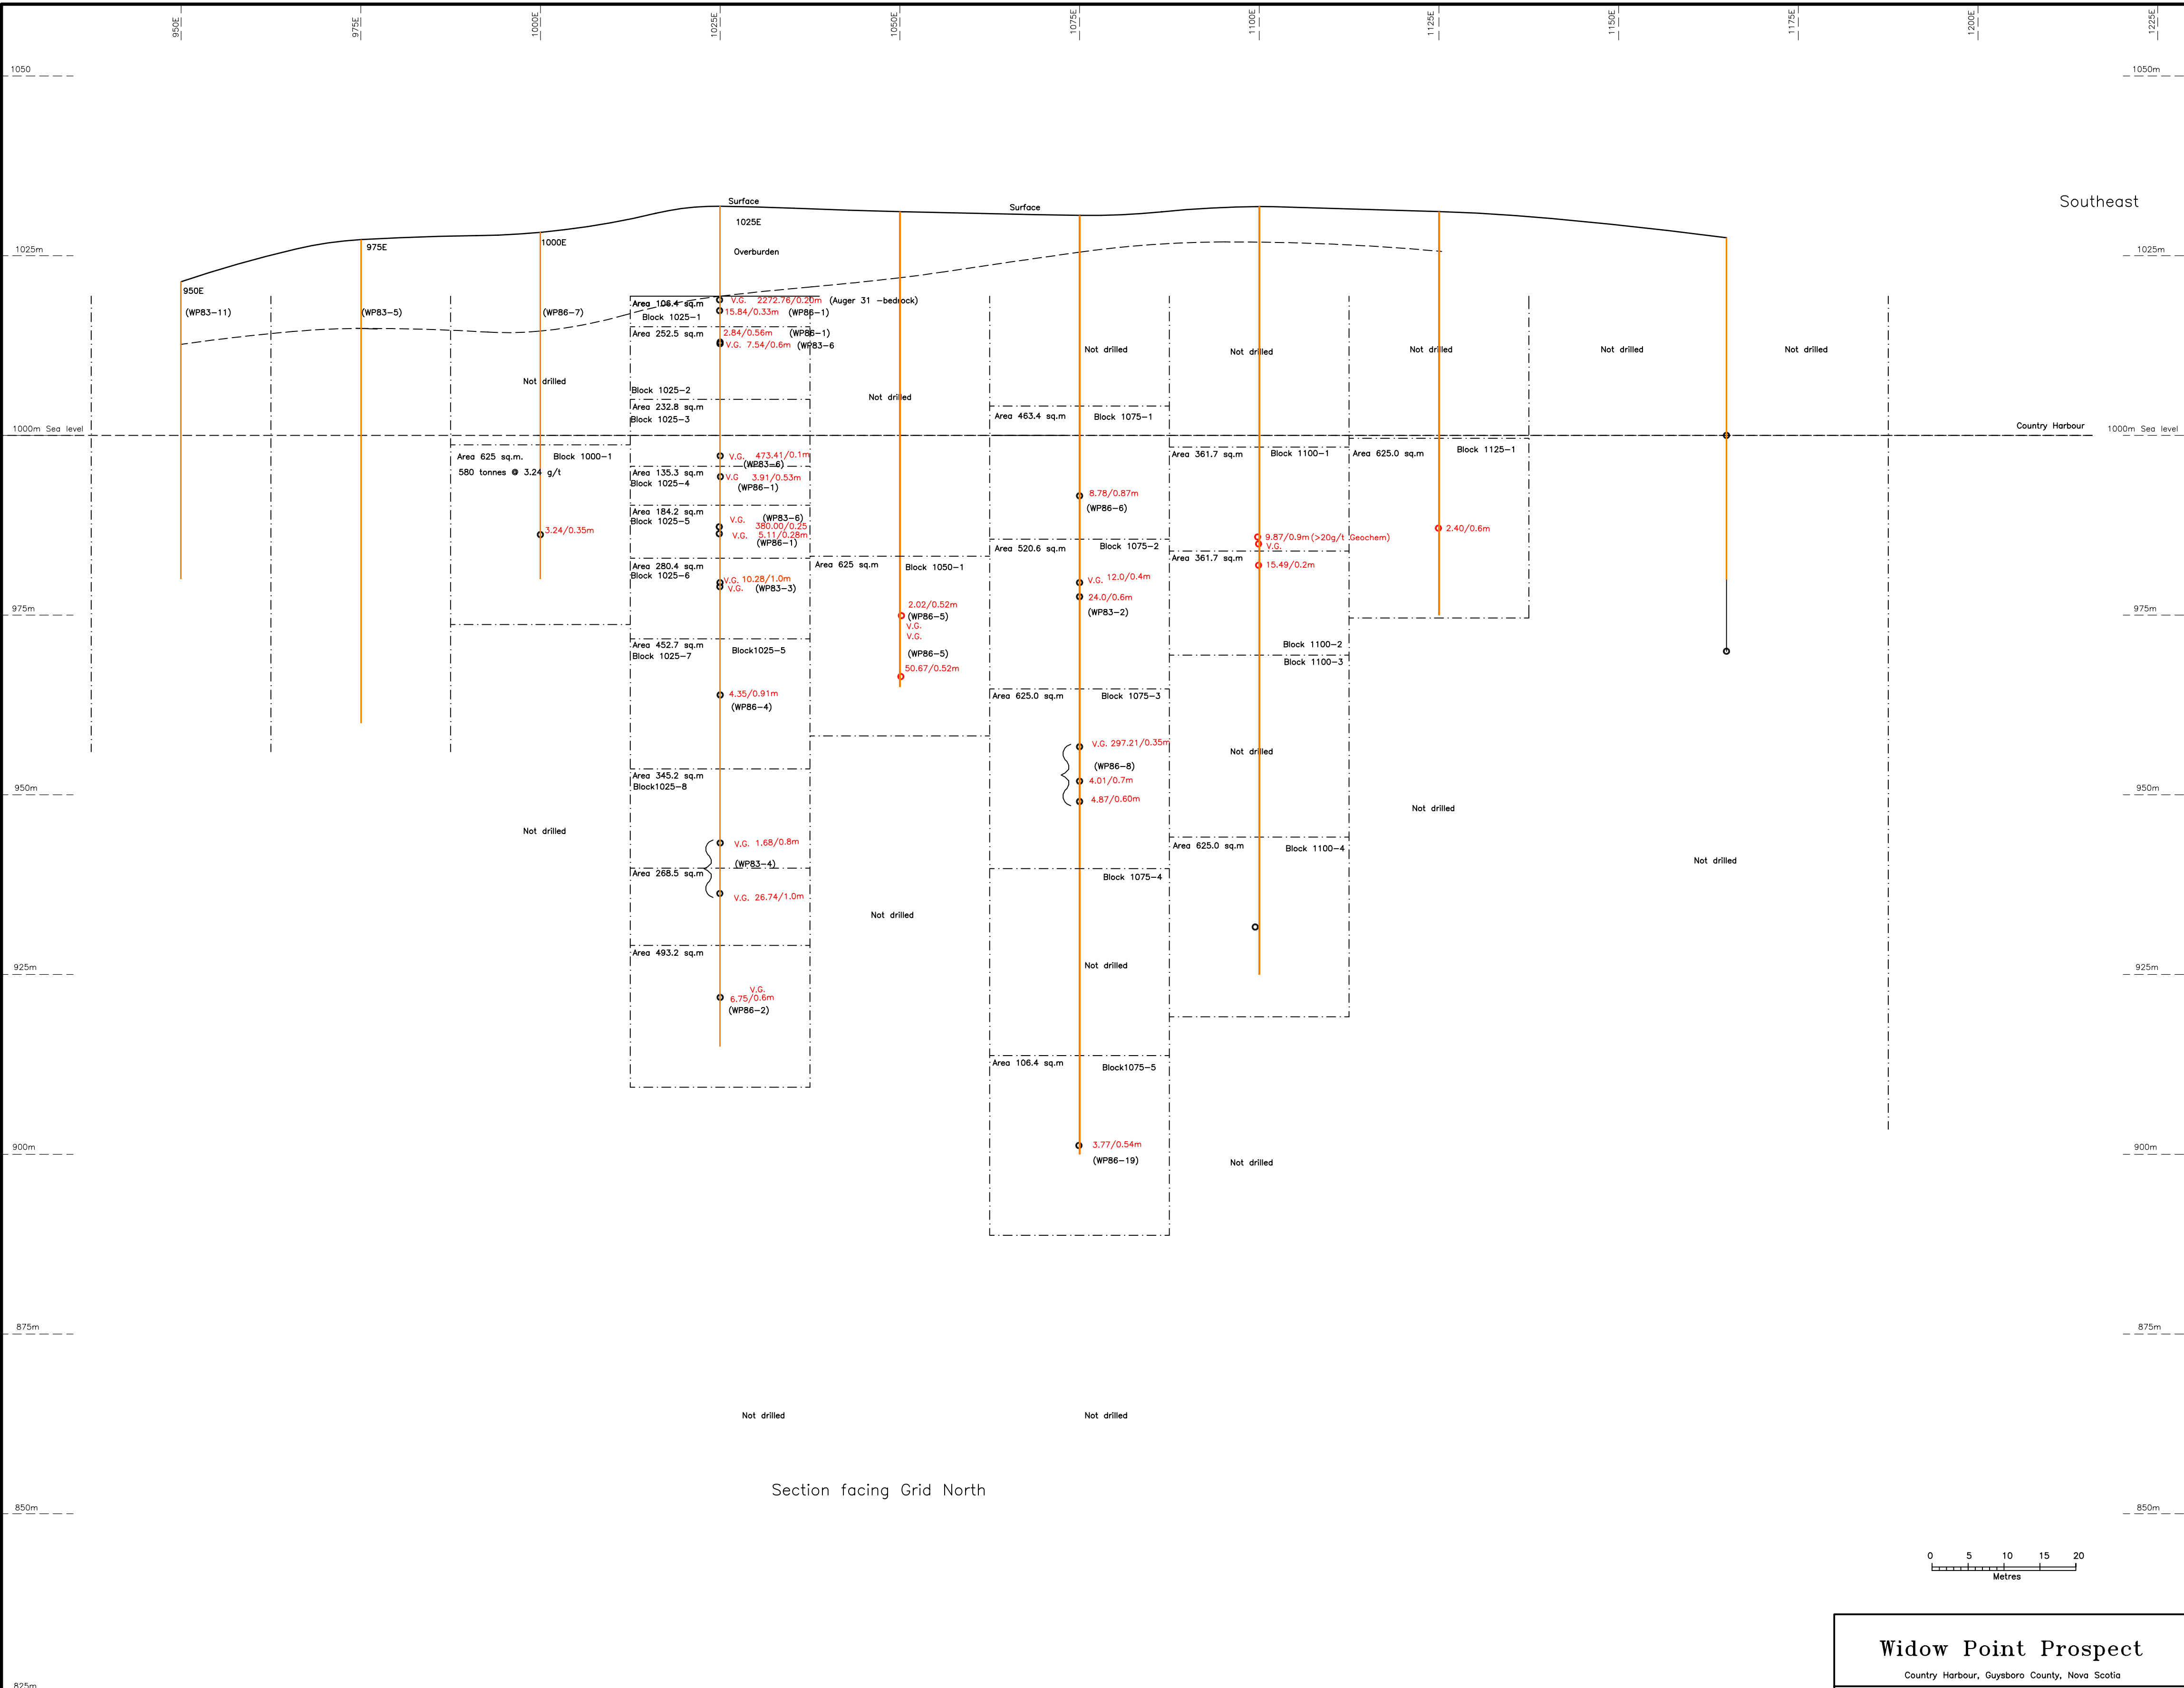 950E
975E
1000E
1025E
1050E
1075E
1100E
1125E
1150E
1175E
1200E
1225E
1050
1050m
Southeast
Surface
Surface
1025E
975E
1000E
1025m
1025m
Overburden
950E
(WP83-11)
(WP83-5)
(WP86-7)
Area 106.4 sq.m
V.G. 2272.76/0.20m (Auger 31 -bedrock)
Block 1025-1
15.84/0.33m (WP86-1)
Area 252.5 sq.m
2.84/0.56m (WP86-1)
V.G. 7.54/0.6m (WP83-6
Not drilled
Not drilled
Not drilled
Not drilled
Not drilled
Not drilled
Block 1025-2
Not drilled
Area 232.8 sq.m
Block 1025-3
Area 463.4 sq.m
Block 1075-1
1000m Sea level
Country Harbour
1000m Sea level
Area 625 sq.m.
Block 1000-1
580 tonnes @ 3.24 g/t
V.G. 473.41/0.1m
(WP83-6)
Area 361.7 sq.m
Block 1100-1
Area 625.0 sq.m
Block 1125-1
Area 135.3 sq.m
Block 1025-4
V.G 3.91/0.53m
(WP86-1)
8.78/0.87m
(WP86-6)
Area 184.2 sq.m
Block 1025-5
V.G. (WP83-6)
380.00/0.25
V.G. 5.11/0.28m
(WP86-1)
3.24/0.35m
2.40/0.6m
9.87/0.9m (>20g/t Geochem)
V.G.
Area 520.6 sq.m
Block 1075-2
Area 361.7 sq.m
15.49/0.2m
Area 280.4 sq.m
Block 1025-6
V.G. 10.28/1.0m
V.G. (WP83-3)
Area 625 sq.m
Block 1050-1
V.G. 12.0/0.4m
24.0/0.6m
(WP83-2)
975m
975m
2.02/0.52m
(WP86-5)
V.G.
V.G.
(WP86-5)
50.67/0.52m
Area 452.7 sq.m
Block 1025-7
Block1025-5
Block 1100-2
Block 1100-3
4.35/0.91m
(WP86-4)
Area 625.0 sq.m
Block 1075-3
V.G. 297.21/0.35m
(WP86-8)
4.01/0.7m
4.87/0.60m
Not drilled
Area 345.2 sq.m
Block1025-8
950m
950m
Not drilled
Not drilled
V.G. 1.68/0.8m
(WP83-4)
Area 268.5 sq.m
V.G. 26.74/1.0m
Area 625.0 sq.m
Block 1100-4
Not drilled
Block 1075-4
Not drilled
Area 493.2 sq.m
Not drilled
925m
925m
V.G.
6.75/0.6m
(WP86-2)
Area 106.4 sq.m
Block1075-5
3.77/0.54m
(WP86-19)
900m
900m
Not drilled
875m
875m
Not drilled
Not drilled
Section facing Grid North
850m
850m
0 5 10 15 20
Metres
Widow Point Prospect
Country Harbour, Guysboro County, Nova Scotia
825m